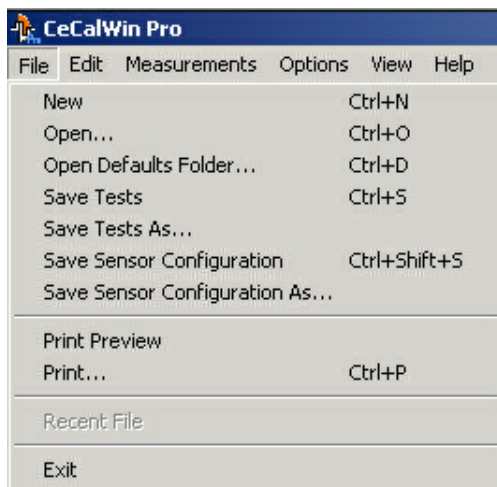 CeCalWin Pro
File Edit Measurements Options View Help
New Ctrl+N
Open... Ctrl+O
Open Defaults Folder... Ctrl+D
Save Tests Ctrl+S
Save Tests As...
Save Sensor Configuration Ctrl+Shift+S
Save Sensor Configuration As...
Print Preview
Print... Ctrl+P
Recent File
Exit